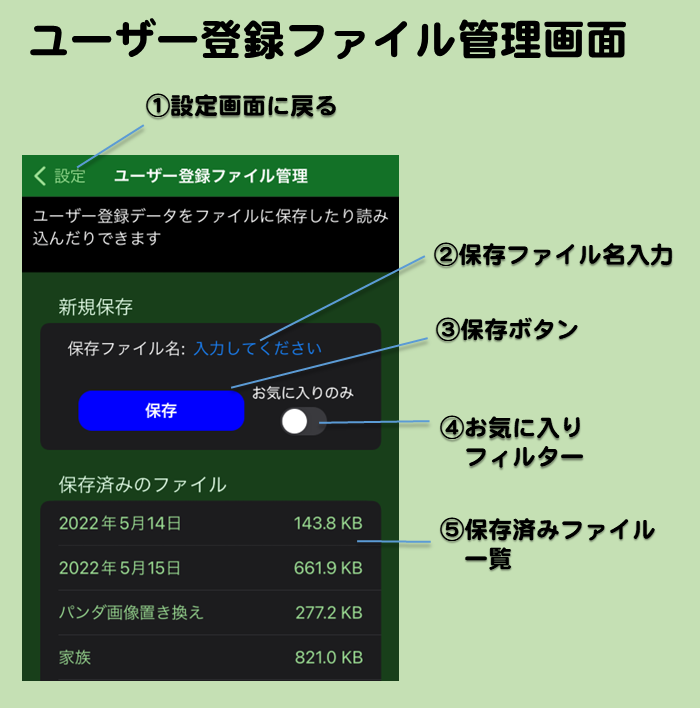 ユーザー登録ファイル管理画面
①設定画面に戻る
設定 ユーザー登録ファイル管理
ユーザー登録データをファイルに保存したり読み
込んだりできます
②保存ファイル名入力
新規保存
③保存ボタン
保存ファイル名: 入力してください
お気に入りのみ
保存
④お気に入り
フィルター
保存済みのファイル
2022年5月14日 143.8 KB
⑤保存済みファイル
一覧
2022年5月15日 661.9 KB
パンダ画像置き換え 277.2 KB
家族 821.0 KB